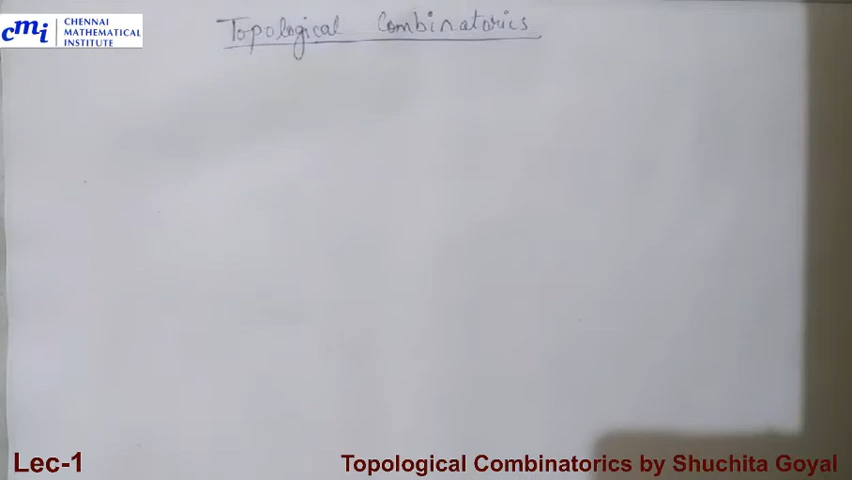 cmi
CHENNAI
MATHEMATICAL
INSTITUTE
Topological Combinatorics
Lec-1
Topological Combinatorics by Shuchita Goyal